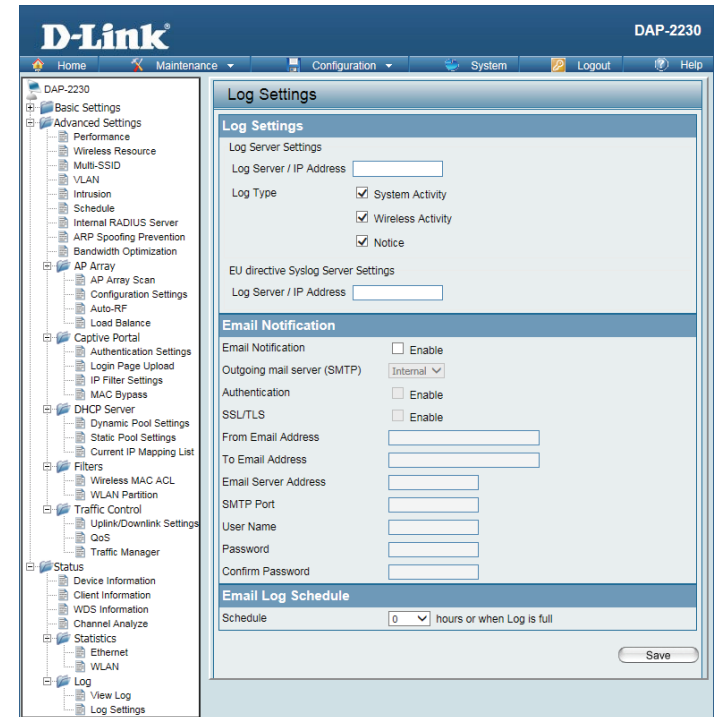 D-Link
DAP-2230
Home Maintenance Configuration System Logout Help
DAP-2230
Basic Settings
Advanced Settings
Performance
Wireless Resource
Multi-SSID
VLAN
Intrusion
Schedule
Internal RADIUS Server
ARP Spoofing Prevention
Bandwidth Optimization
AP Array
AP Array Scan
Configuration Settings
Auto-RF
Load Balance
Captive Portal
Authentication Settings
Login Page Upload
IP Filter Settings
MAC Bypass
DHCP Server
Dynamic Pool Settings
Static Pool Settings
Current IP Mapping List
Filters
Wireless MAC ACL
WLAN Partition
Traffic Control
Uplink/Downlink Settings
QoS
Traffic Manager
Status
Device Information
Client Information
WDS Information
Channel Analyze
Statistics
Ethernet
WLAN
Log
View Log
Log Settings
Log Settings
Log Settings
Log Server Settings
Log Server / IP Address
Log Type System Activity
Wireless Activity
Notice
EU directive Syslog Server Settings
Log Server / IP Address
Email Notification
Email Notification Enable
Outgoing mail server (SMTP) Internal
Authentication Enable
SSL/TLS Enable
From Email Address
To Email Address
Email Server Address
SMTP Port
User Name
Password
Confirm Password
Email Log Schedule
Schedule 0 hours or when Log is full
Save